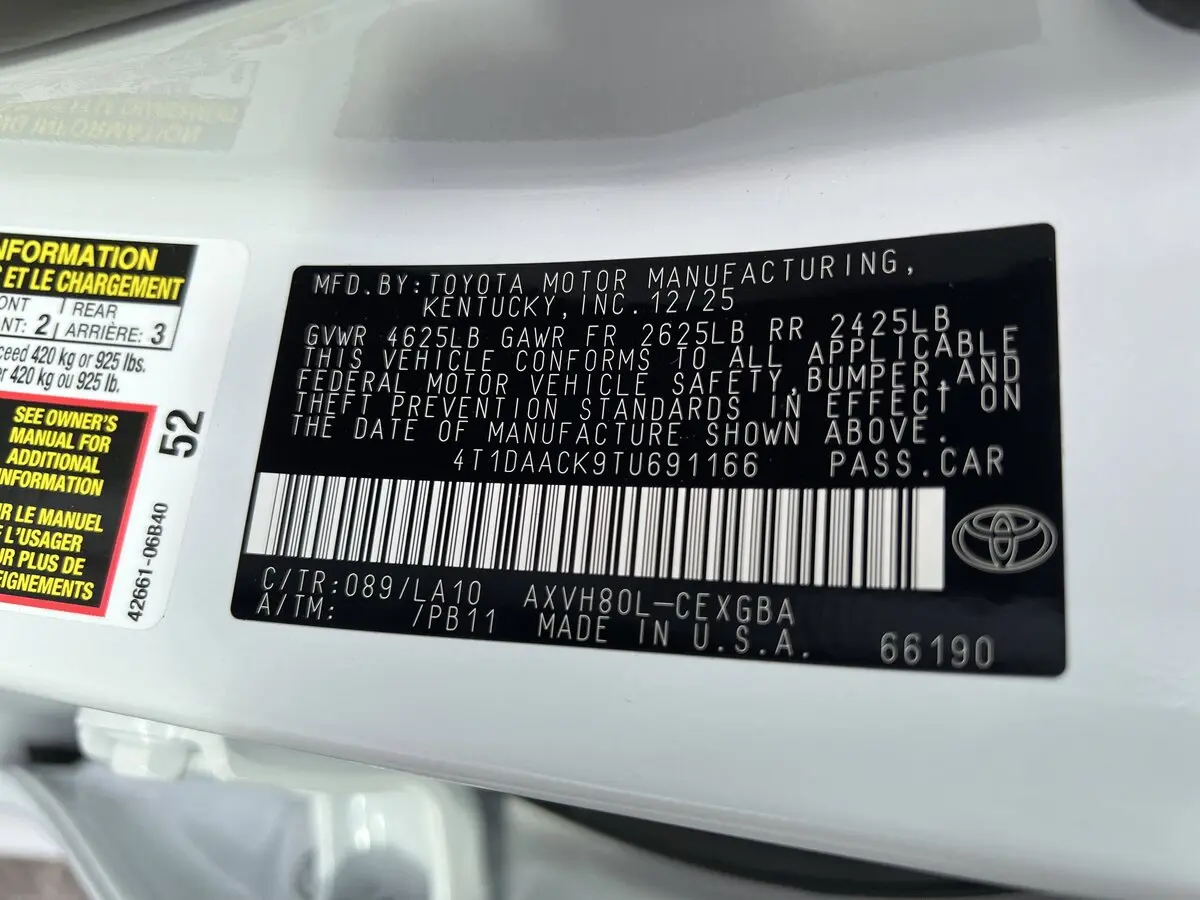 NFORMATION
ET LE CHARGEMENT
ONT REAR
NT: 2 ARRIÈRE: 3
ceed 420 kg or 925 lbs.
r 420 kg ou 925 lb.
SEE OWNER'S
MANUAL FOR
ADDITIONAL
INFORMATION
R LE MANUEL
L'USAGER
UR PLUS DE
EIGNEMENTS
52
42661-06B40
MFD.BY:TOYOTA MOTOR MANUFACTURING,
KENTUCKY,INC.12/25
GVWR 4625LB GAWR FR 2625LB RR 2425LB
THIS VEHICLE CONFORMS TO ALL APPLICABLE
FEDERAL MOTOR VEHICLE SAFETY,BUMPER,AND
THEFT PREVENTION STANDARDS IN EFFECT ON
THE DATE OF MANUFACTURE SHOWN ABOVE.
4T1DAACK9TU691166 PASS.CAR
C/TR:089/LA10 AXVH80L-CEXGBA
A/TM: /PB11 MADE IN U.S.A. 66190